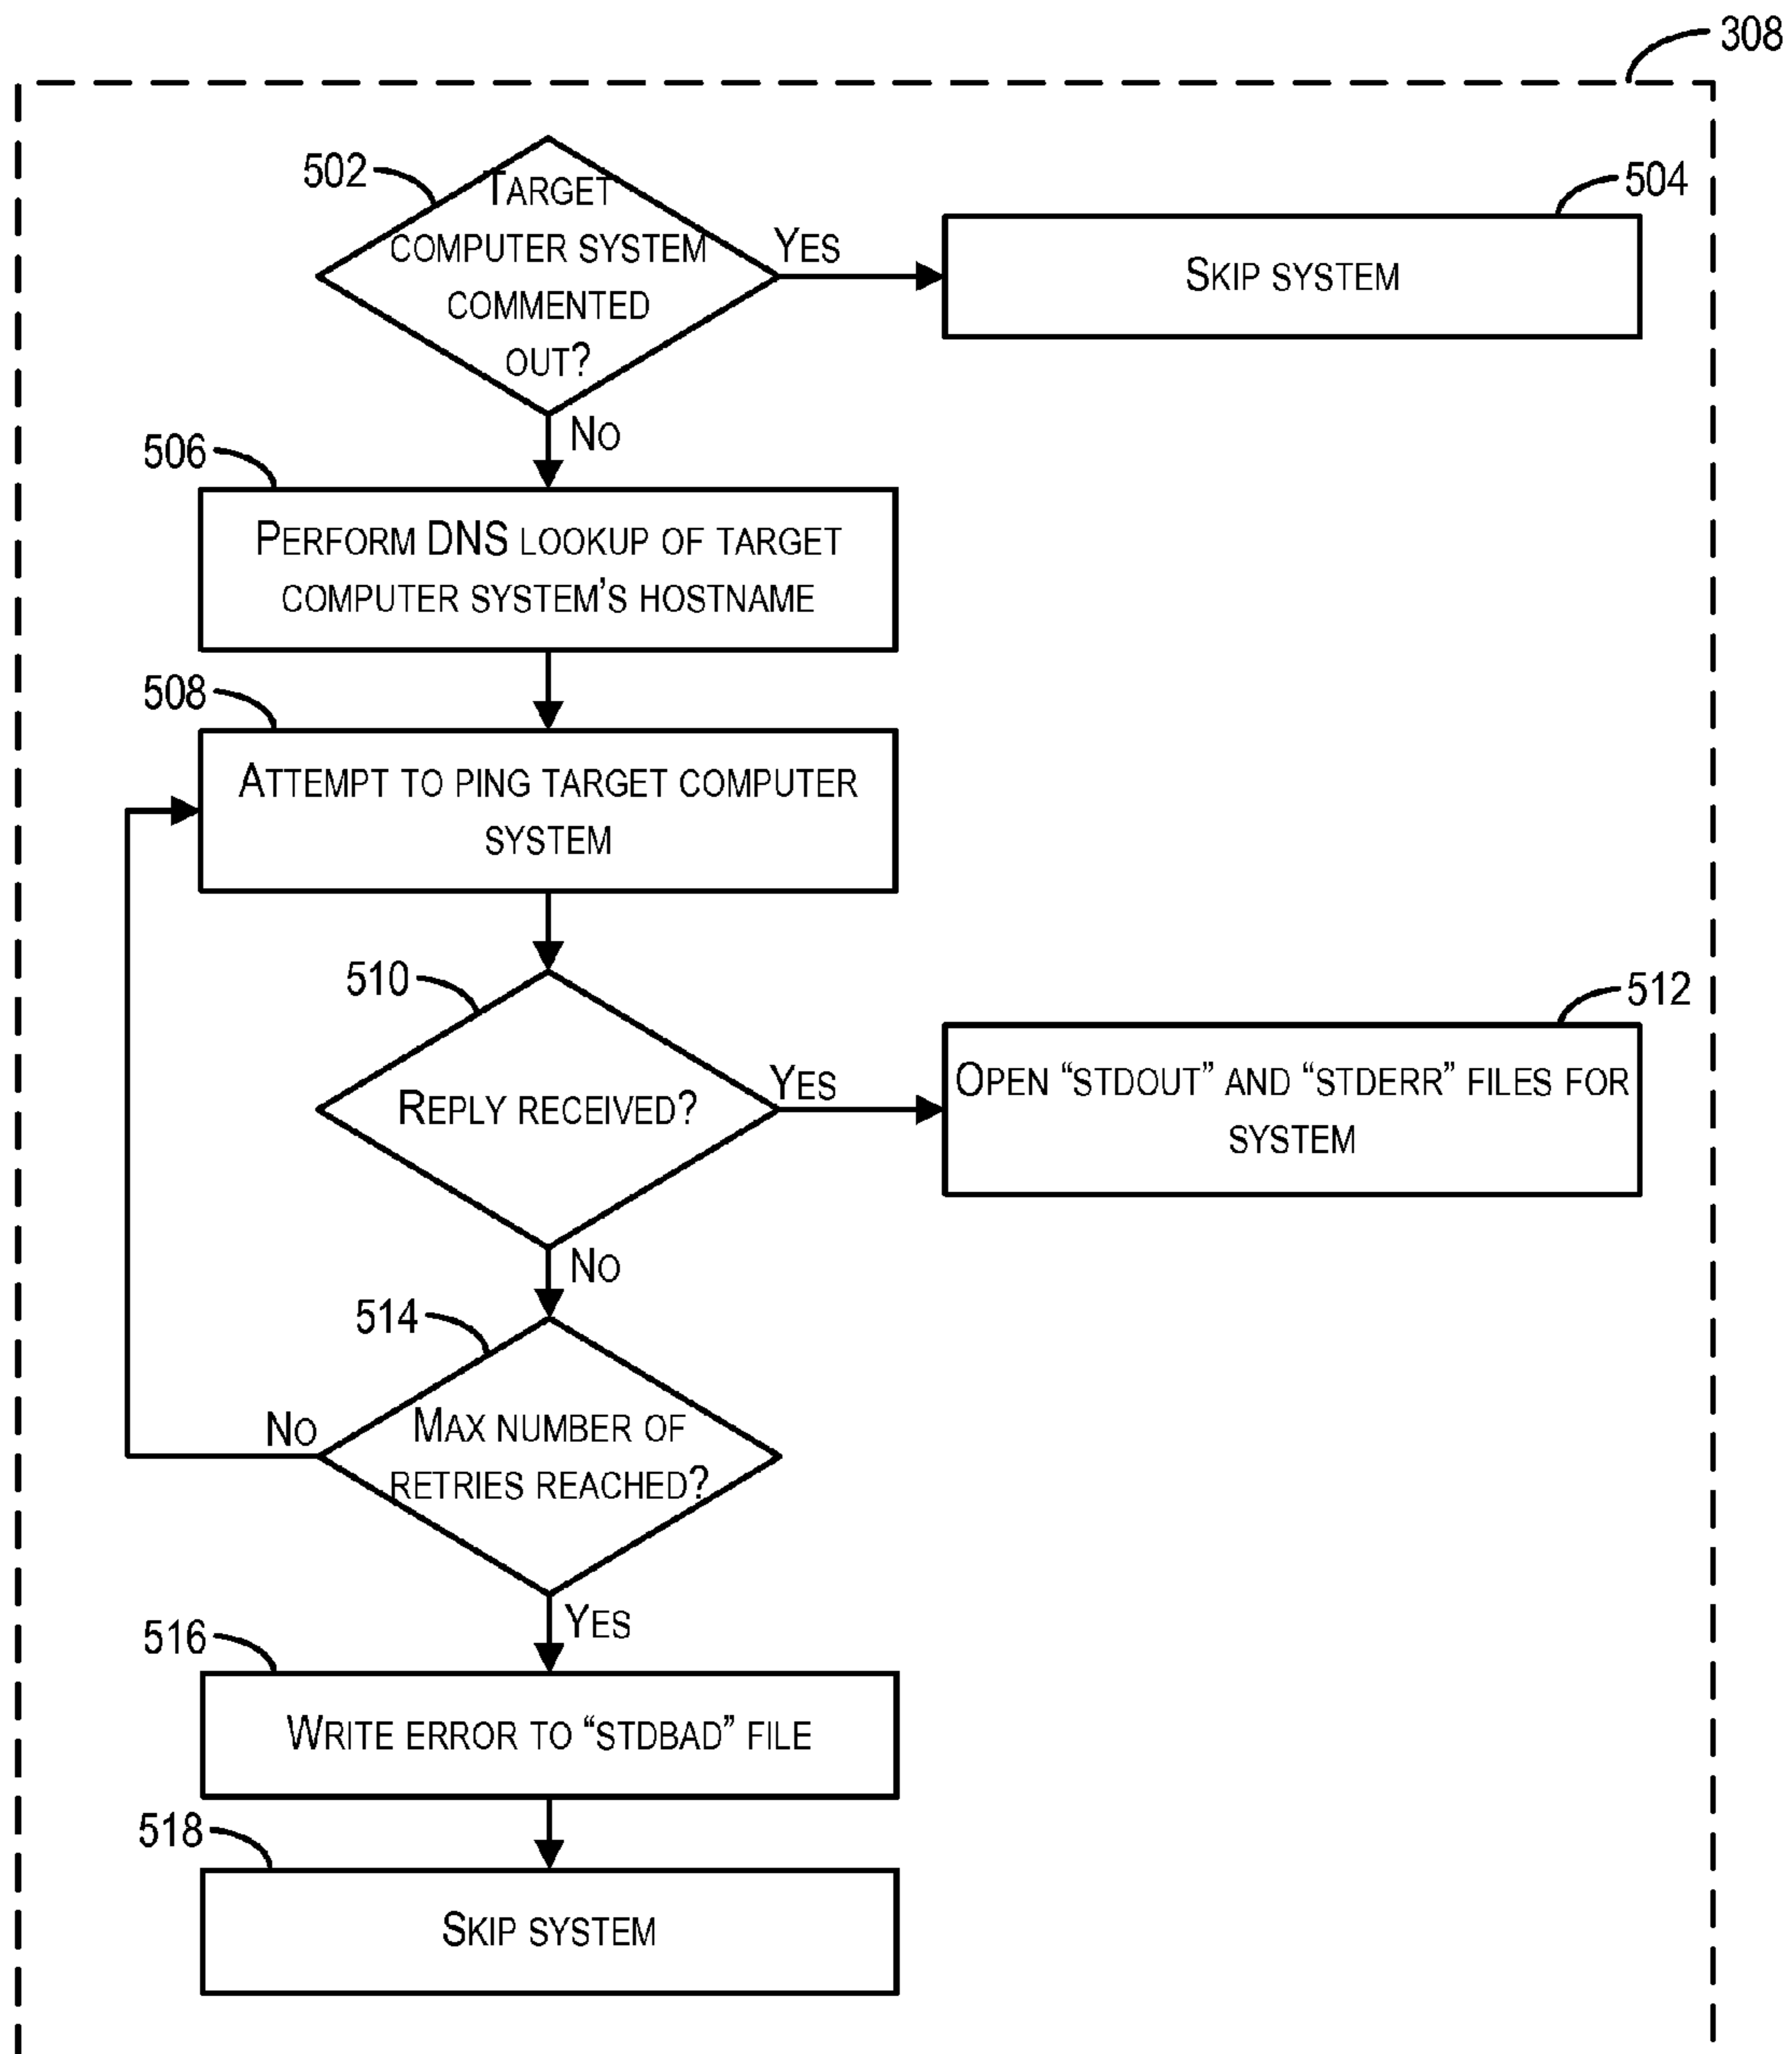 308
502
TARGET
COMPUTER SYSTEM
COMMENTED
OUT?
YES
504
SKIP SYSTEM
NO
506
PERFORM DNS LOOKUP OF TARGET
COMPUTER SYSTEM'S HOSTNAME
508
ATTEMPT TO PING TARGET COMPUTER
SYSTEM
510
REPLY RECEIVED?
YES
512
OPEN “STDOUT” AND “STDERR” FILES FOR
SYSTEM
NO
514
MAX NUMBER OF
RETRIES REACHED?
NO
YES
516
WRITE ERROR TO “STDBAD” FILE
518
SKIP SYSTEM